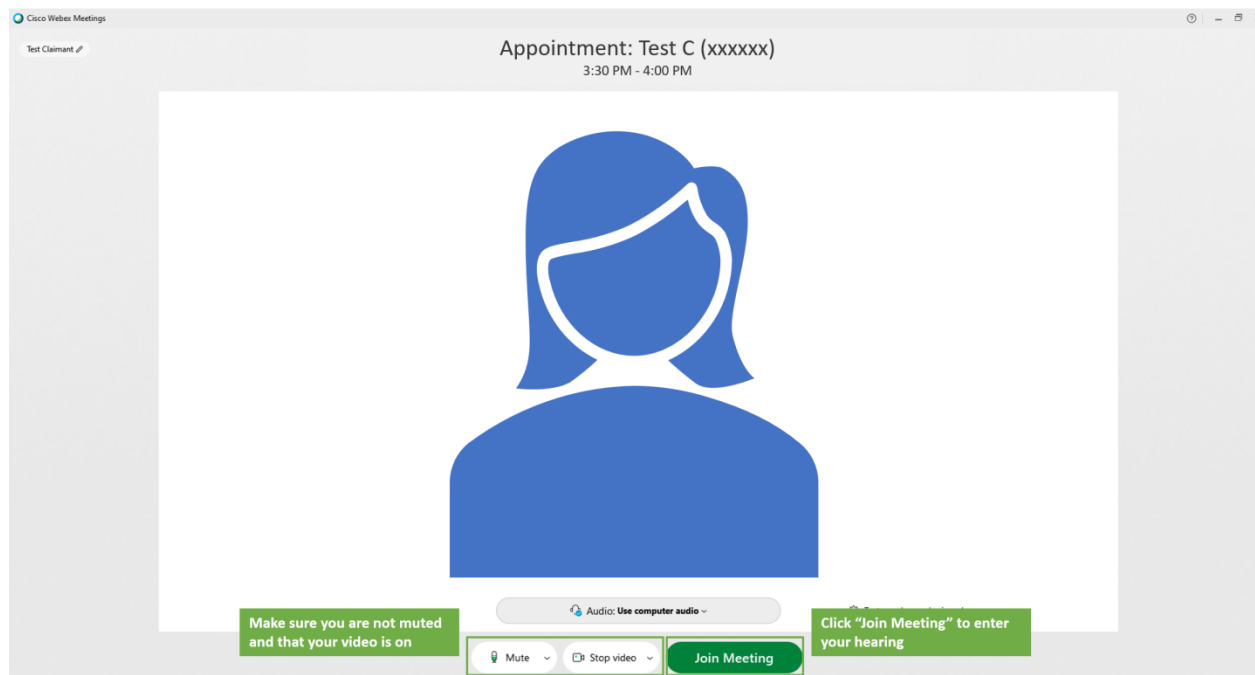 Cisco Webex Meetings
Test Claimant
Appointment: Test C (xxxxxx)
3:30 PM - 4:00 PM
Audio: Use computer audio
Make sure you are not muted
and that your video is on
Click “Join Meeting” to enter
your hearing
Mute
Stop video
Join Meeting